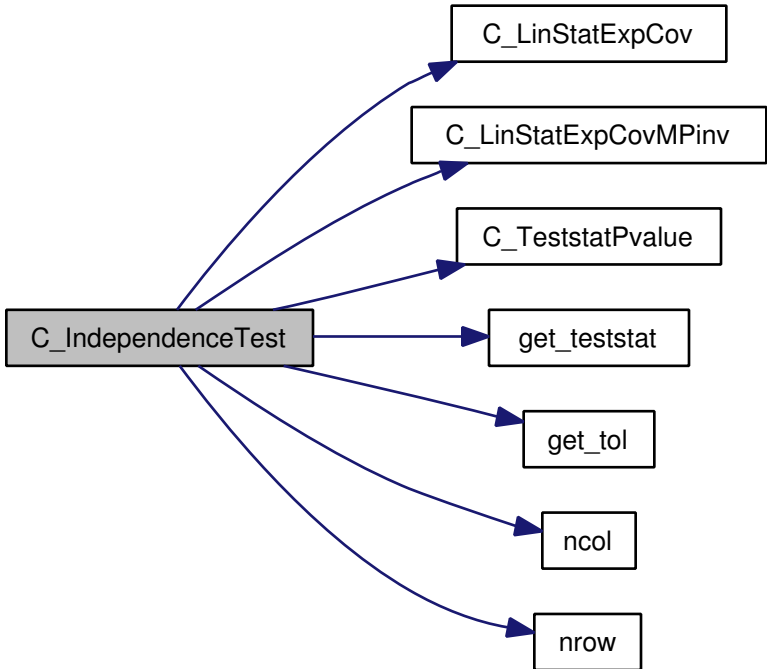 C_LinStatExpCov
C_LinStatExpCovMPinv
C_TeststatPvalue
C_IndependenceTest
get_teststat
get_tol
ncol
nrow